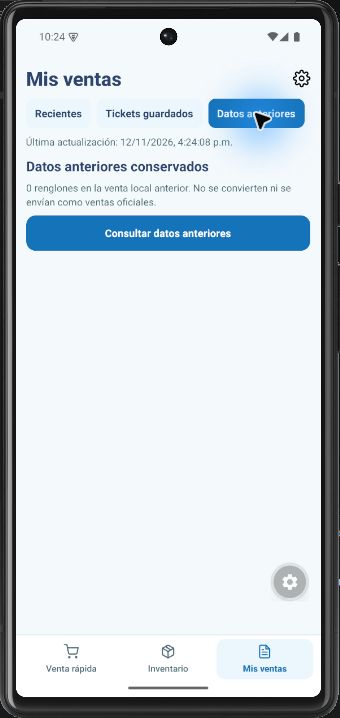 10:24
Mis ventas
Recientes
Tickets guardados
Datos anteriores
Última actualización: 12/11/2026, 4:24:08 p.m.
Datos anteriores conservados
0 renglones en la venta local anterior. No se convierten ni se
envían como ventas oficiales.
Consultar datos anteriores
Venta rápida
Inventario
Mis ventas